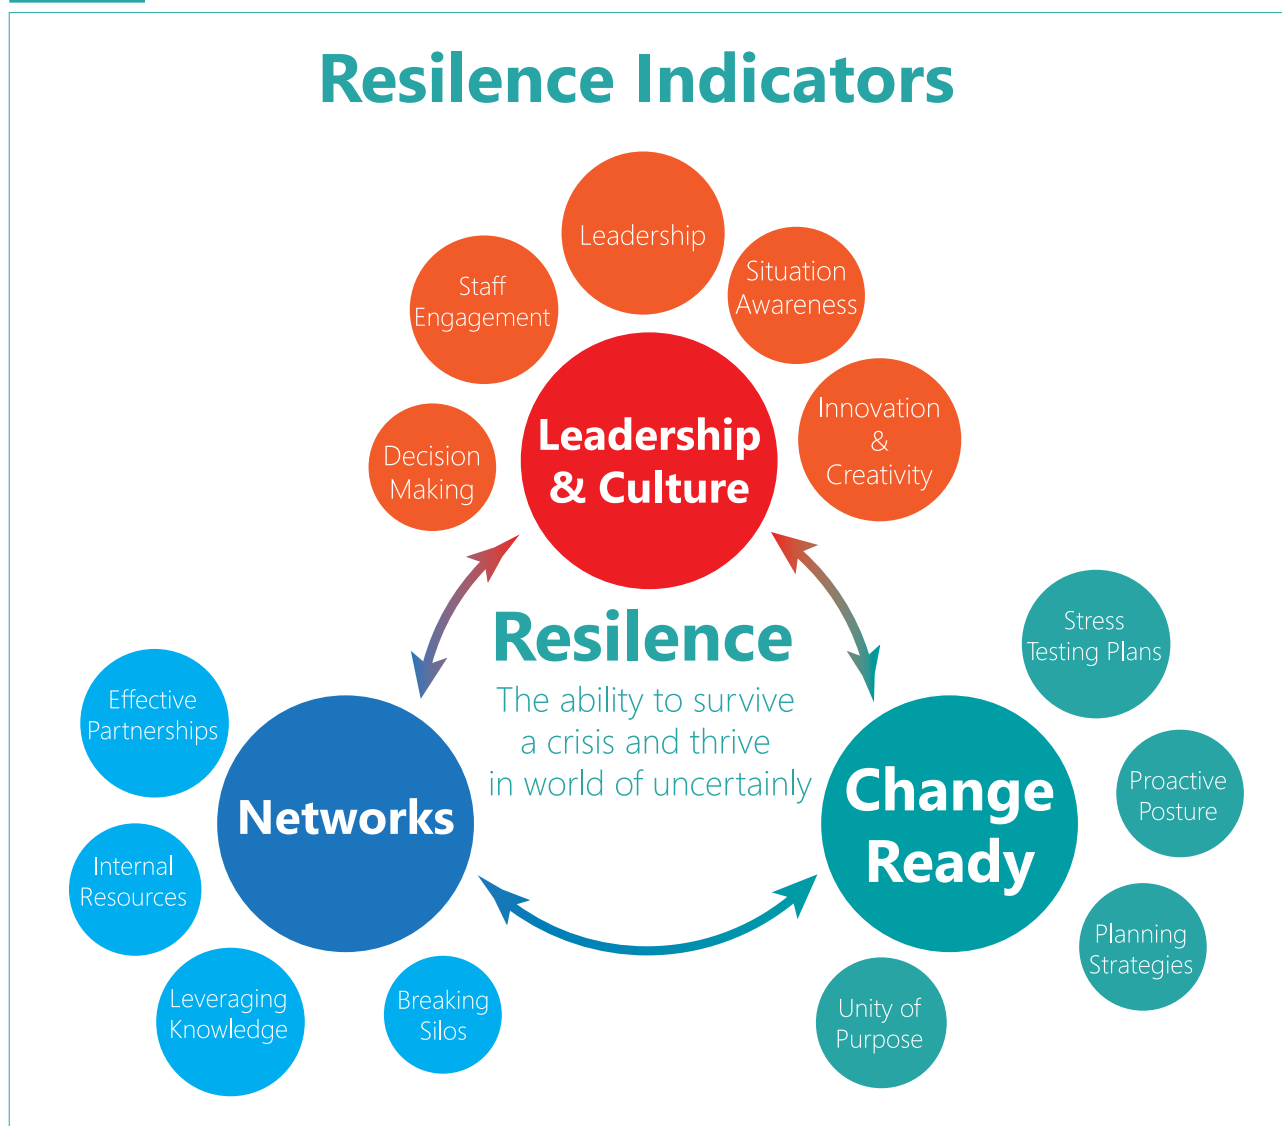 Resilence Indicators
Leadership
Staff
Engagement
Situation
Awareness
Decision
Making
Innovation
&
Creativity
Leadership
& Culture
Resilence
The ability to survive
a crisis and thrive
in world of uncertainly
Networks
Effective
Partnerships
Internal
Resources
Leveraging
Knowledge
Breaking
Silos
Change
Ready
Stress
Testing Plans
Proactive
Posture
Planning
Strategies
Unity of
Purpose